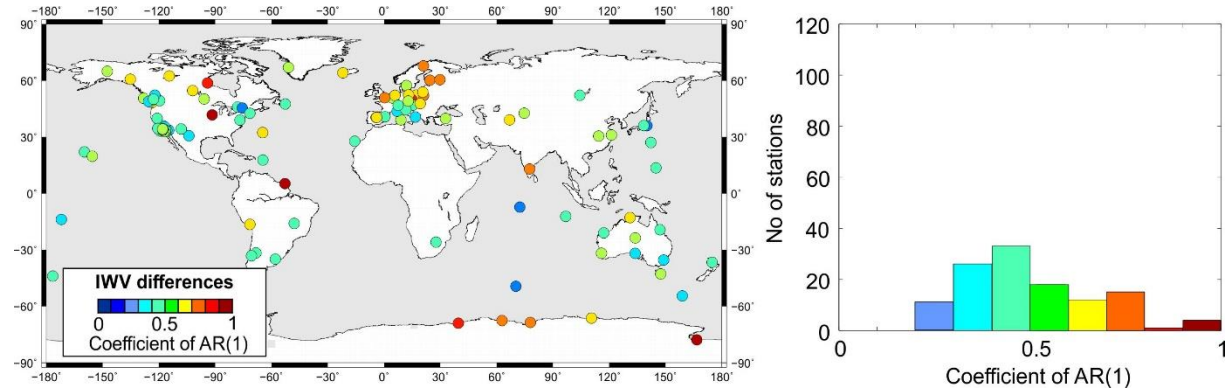 −180˚ −150˚ −120˚ −90˚ −60˚ −30˚ 0˚ 30˚ 60˚ 90˚ 120˚ 150˚ 180˚
90˚ 90˚
60˚ 60˚
30˚ 30˚
0˚ 0˚
−30˚ −30˚
−60˚ −60˚
−90˚ −90˚
−180˚ −150˚ −120˚ −90˚ −60˚ −30˚ 0˚ 30˚ 60˚ 90˚ 120˚ 150˚ 180˚
IWV differences
0 0.5 1
Coefficient of AR(1)
No of stations
120
100
80
60
40
20
0
0 0.5 1
Coefficient of AR(1)